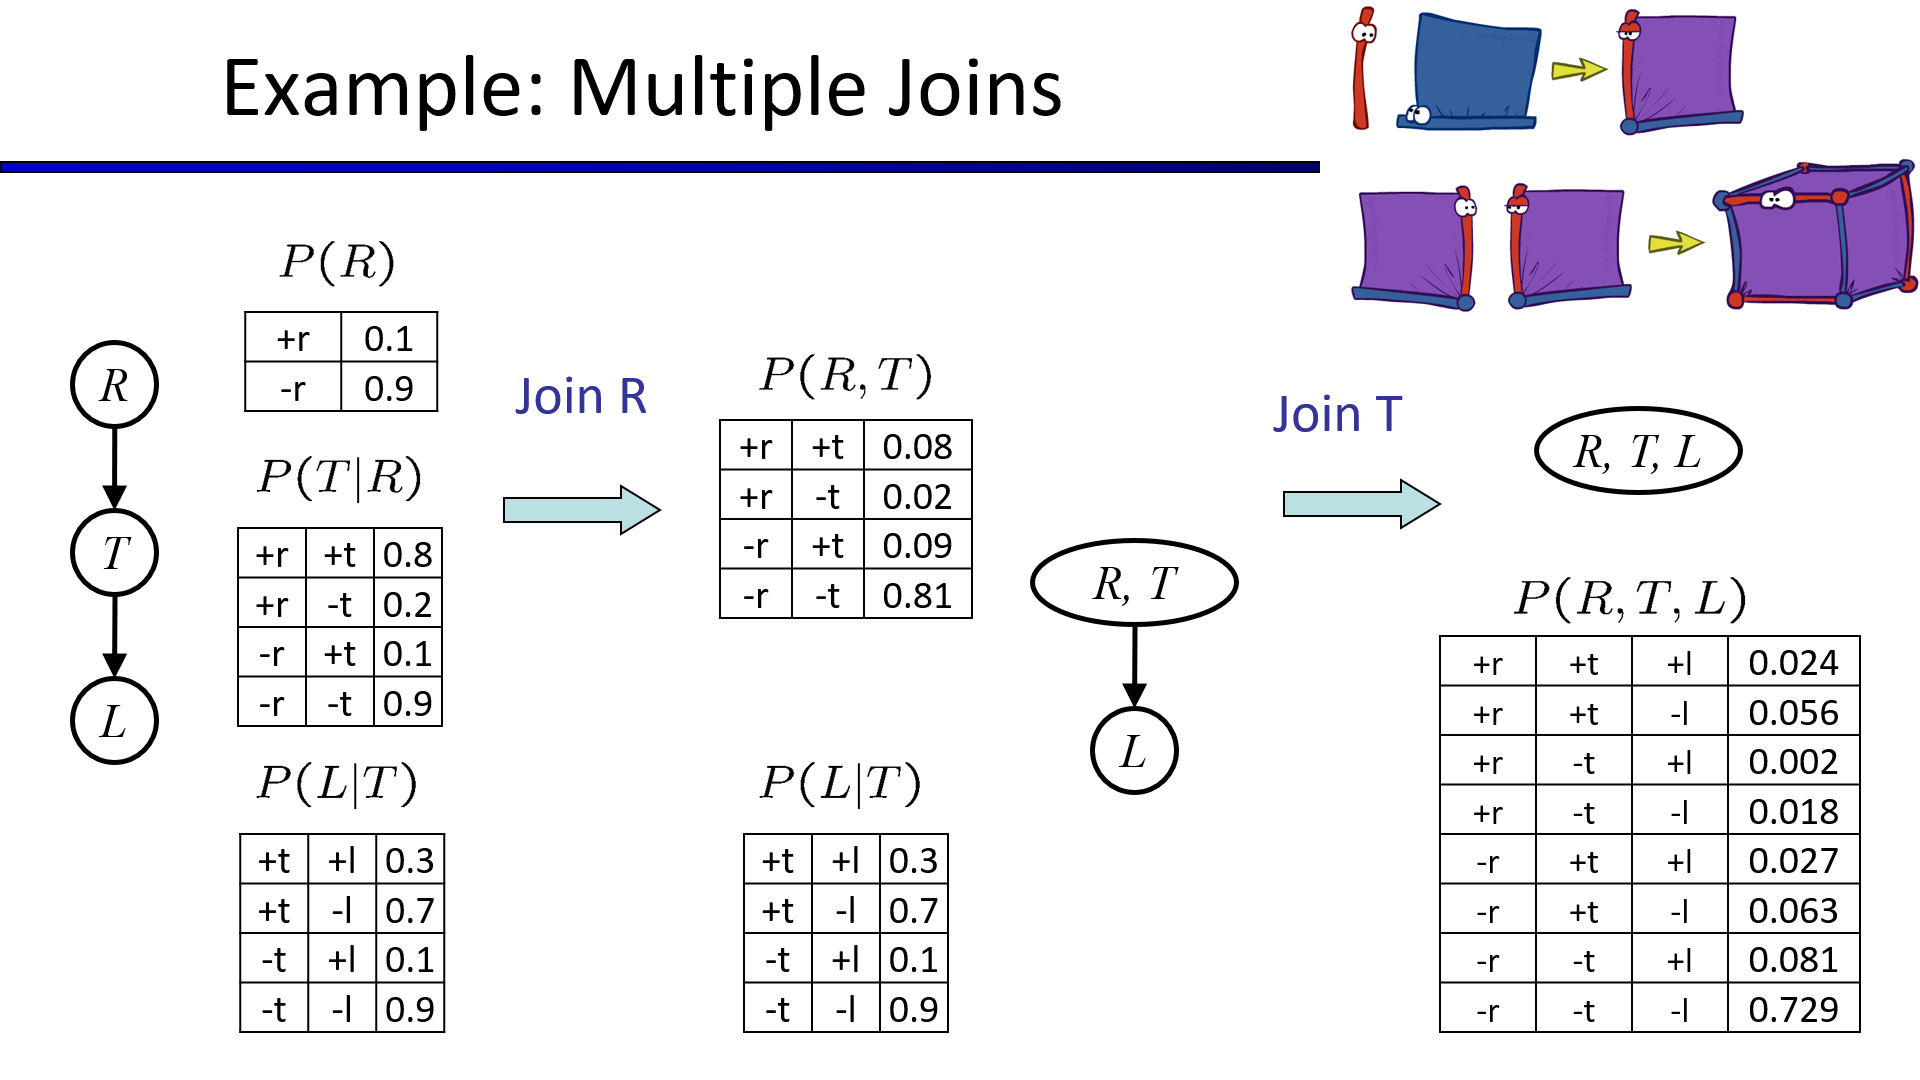 Example: Multiple Joins
R
T
L
P(R)
+r 0.1
-r 0.9
P(T|R)
+r +t 0.8
+r -t 0.2
-r +t 0.1
-r -t 0.9
P(L|T)
+t +l 0.3
+t -l 0.7
-t +l 0.1
-t -l 0.9
Join R
P(R,T)
+r +t 0.08
+r -t 0.02
-r +t 0.09
-r -t 0.81
P(L|T)
+t +l 0.3
+t -l 0.7
-t +l 0.1
-t -l 0.9
R, T
L
Join T
R, T, L
P(R,T,L)
+r +t +l 0.024
+r +t -l 0.056
+r -t +l 0.002
+r -t -l 0.018
-r +t +l 0.027
-r +t -l 0.063
-r -t +l 0.081
-r -t -l 0.729